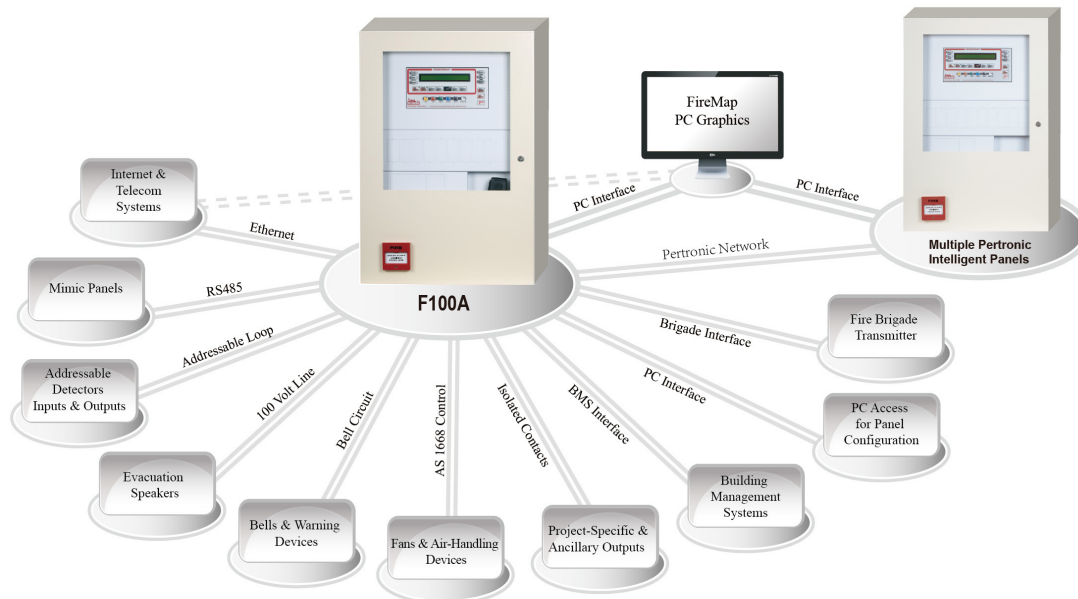 FireMap
PC Graphics
Internet &
Telecom
Systems
PC Interface
PC Interface
Ethernet
Pertronic Network
Multiple Pertronic
Intelligent Panels
Mimic Panels
RS485
F100A
Brigade Interface
Fire Brigade
Transmitter
Addressable Loop
Addressable
Detectors
Inputs & Outputs
PC Interface
PC Access
for Panel
Configuration
100 Volt Line
Bell Circuit
AS 1668 Control
Isolated Contacts
BMS Interface
Evacuation
Speakers
Building
Management
Systems
Bells & Warning
Devices
Fans & Air-Handling
Devices
Project-Specific &
Ancillary Outputs